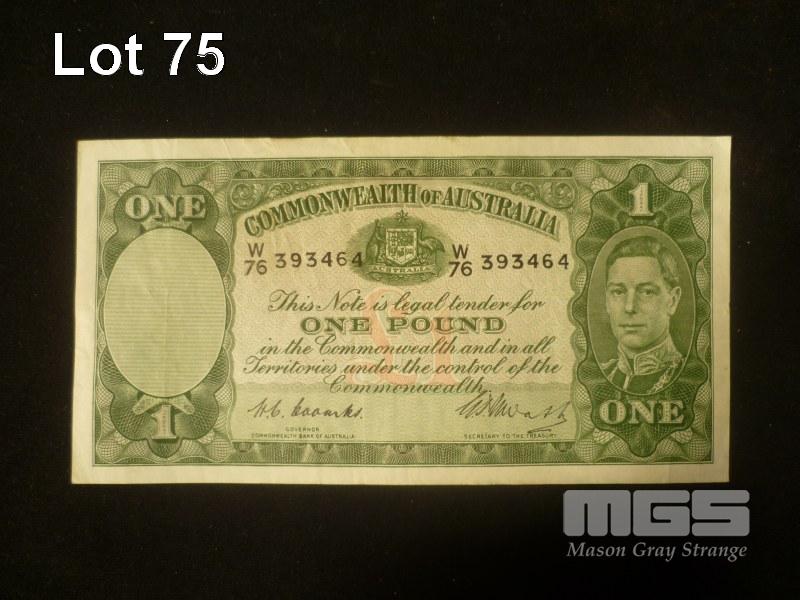 Lot 75
ONE
COMMONWEALTH OF AUSTRALIA
1
W
76 393464
AUSTRALIA
W
76 393464
This Note is legal tender for
ONE POUND
in the Commonwealth and in all
Territories under the control of the
Commonwealth.
£
1
GOVERNOR
COMMONWEALTH BANK OF AUSTRALIA
SECRETARY TO THE TREASURY
ONE
MGS
Mason Gray Strange